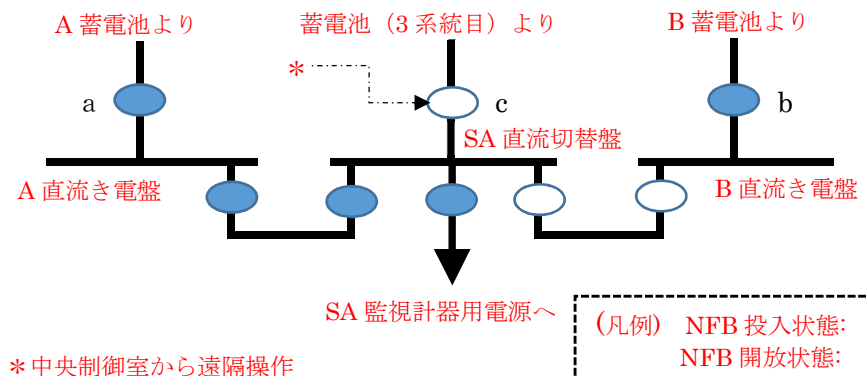 A 蓄電池より
蓄電池（3 系統目）より
B 蓄電池より
*
a
c
b
SA 直流切替盤
A 直流き電盤
B 直流き電盤
SA 監視計器用電源へ
(凡例) NFB 投入状態:
NFB 開放状態:
*中央制御室から遠隔操作